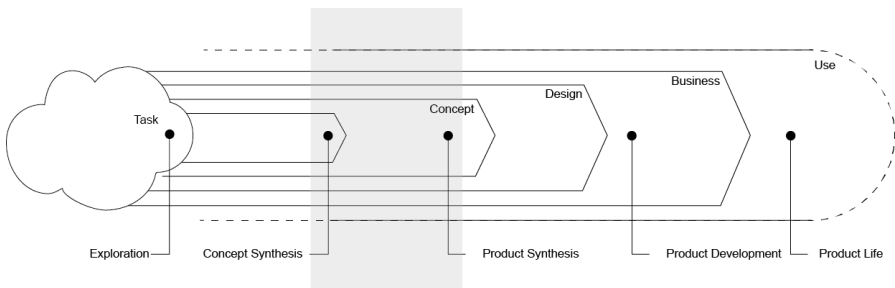 Use
Business
Design
Concept
Task
Exploration
Concept Synthesis
Product Synthesis
Product Development
Product Life